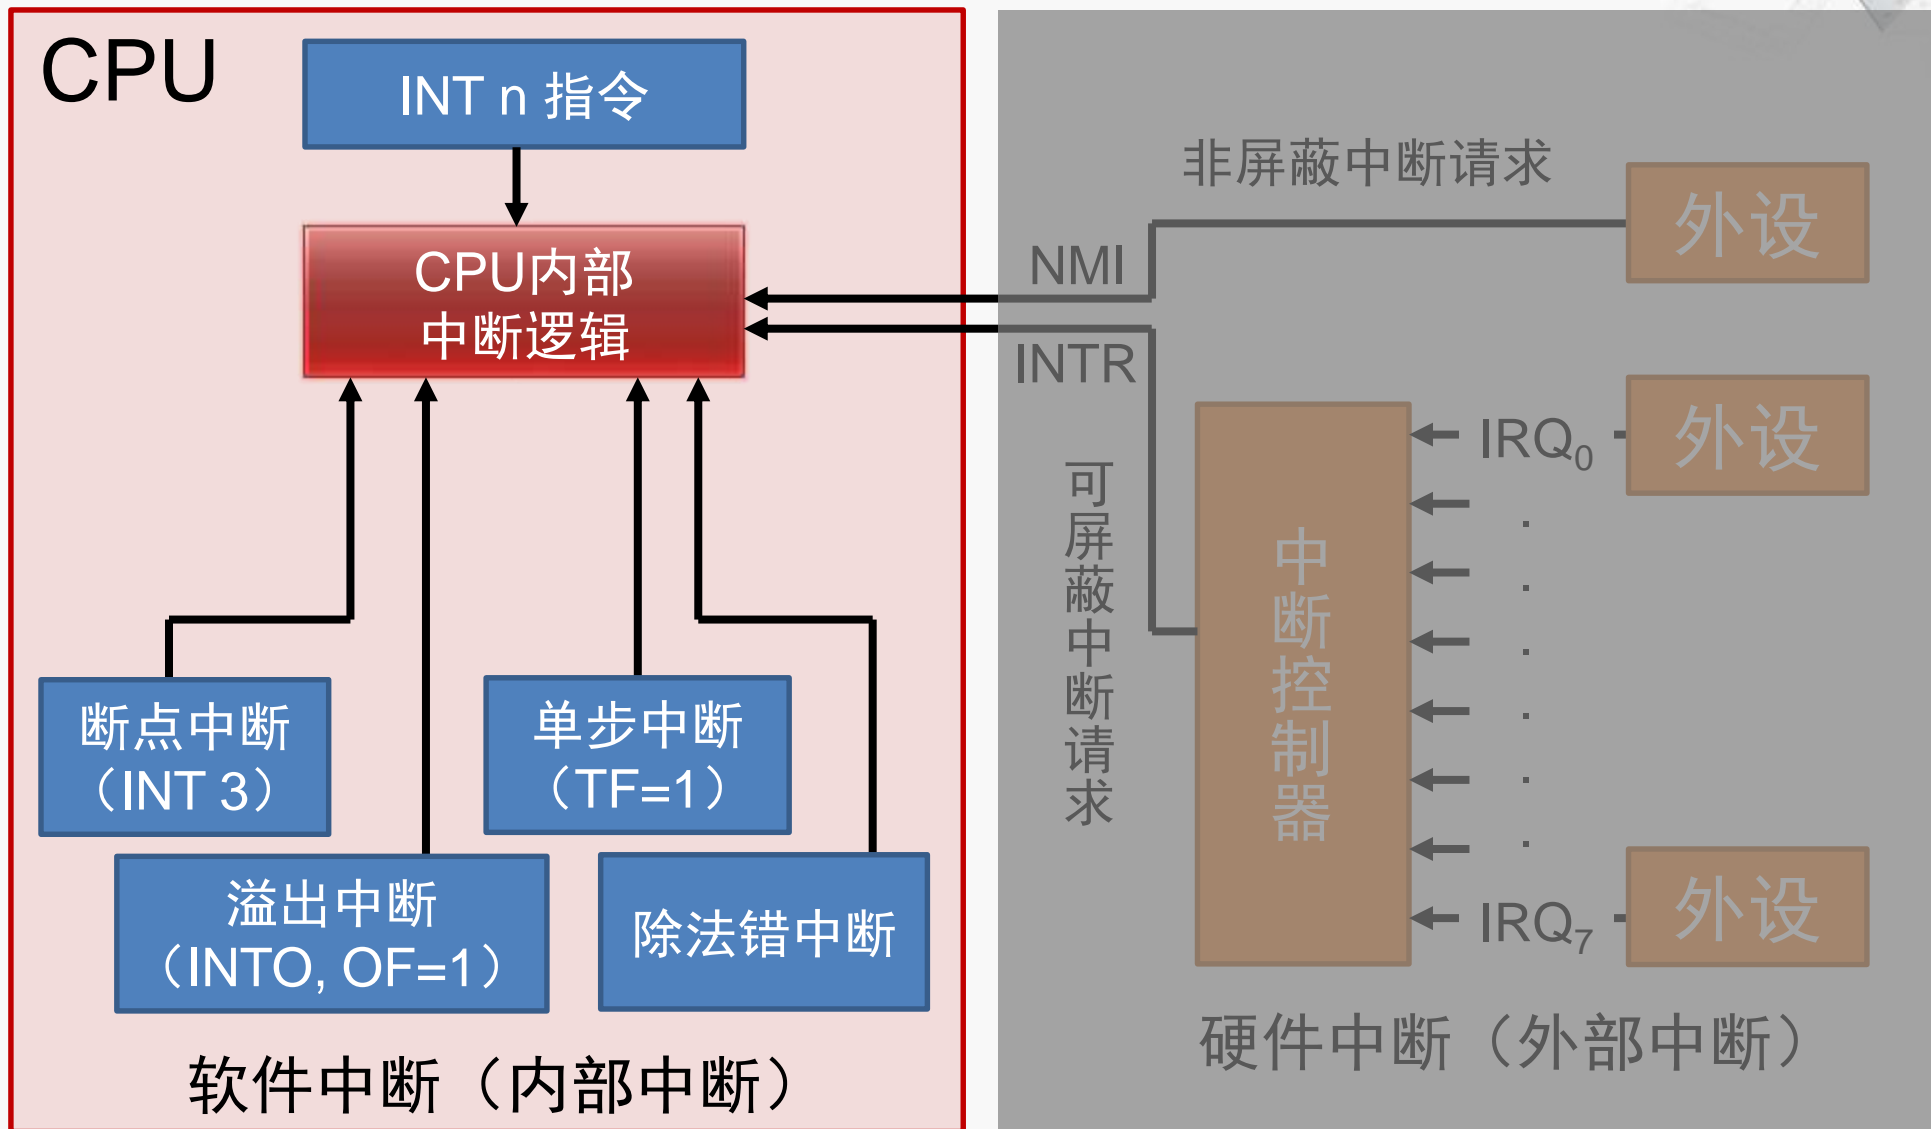 CPU
INT n 指令
CPU内部
中断逻辑
断点中断
（INT 3）
单步中断
（TF=1）
溢出中断
（INTO, OF=1）
除法错中断
软件中断（内部中断）
非屏蔽中断请求
外设
NMI
INTR
可屏蔽中断请求
中断控制器
IRQ0
外设
.
.
.
.
.
.
IRQ7
外设
硬件中断（外部中断）